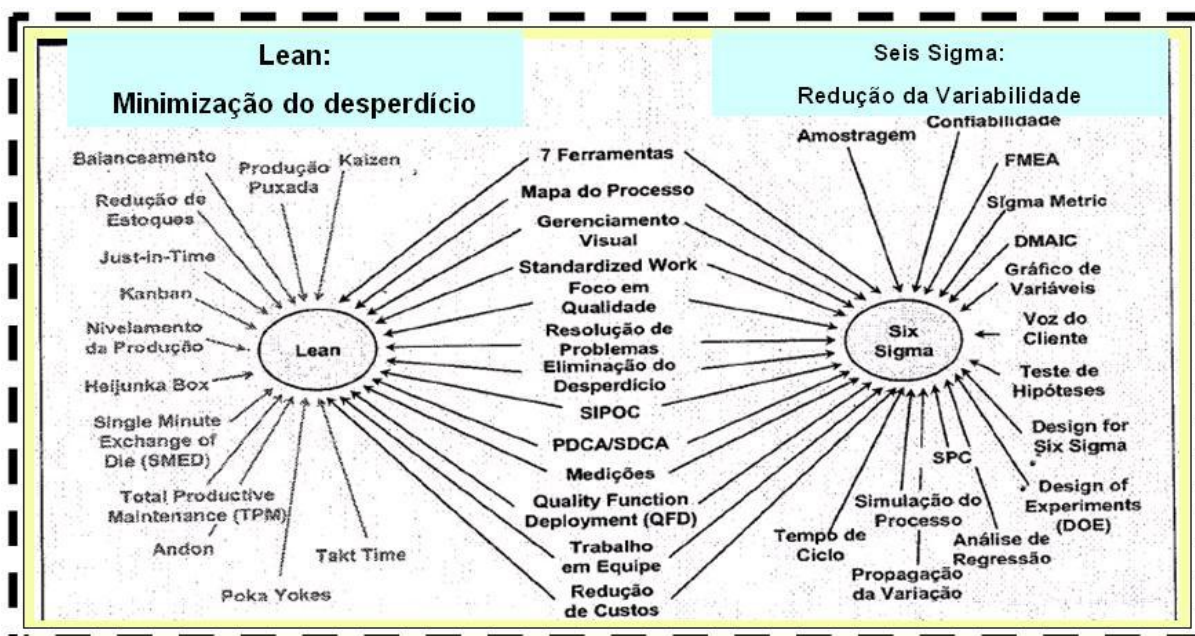 Lean:
Minimização do desperdício
Seis Sigma:
Redução da Variabilidade
Balanceamento
Produção
Puxada
Kaizen
Redução de
Estoques
Just-in-Time
Kanban
Nivelamento
da Produção
Heijunka Box
Single Minute
Exchange of
Die (SMED)
Total Productive
Maintenance (TPM)
Andon
Poka Yokes
Takt Time
Lean
7 Ferramentas
Mapa do Processo
Gerenciamento
Visual
Standardized Work
Foco em
Qualidade
Resolução de
Problemas
Eliminação do
Desperdício
SIPOC
PDCA/SDCA
Medições
Quality Function
Deployment (QFD)
Trabalho
em Equipe
Redução
de Custos
Six
Sigma
Amostragem
Confiabilidade
FMEA
Sigma Metric
DMAIC
Gráfico de
Variáveis
Voz do
Cliente
Teste de
Hipóteses
Design for
Six Sigma
Design of
Experiments
(DOE)
SPC
Análise de
Regressão
Simulação do
Processo
Propagação
da Variação
Tempo de
Ciclo